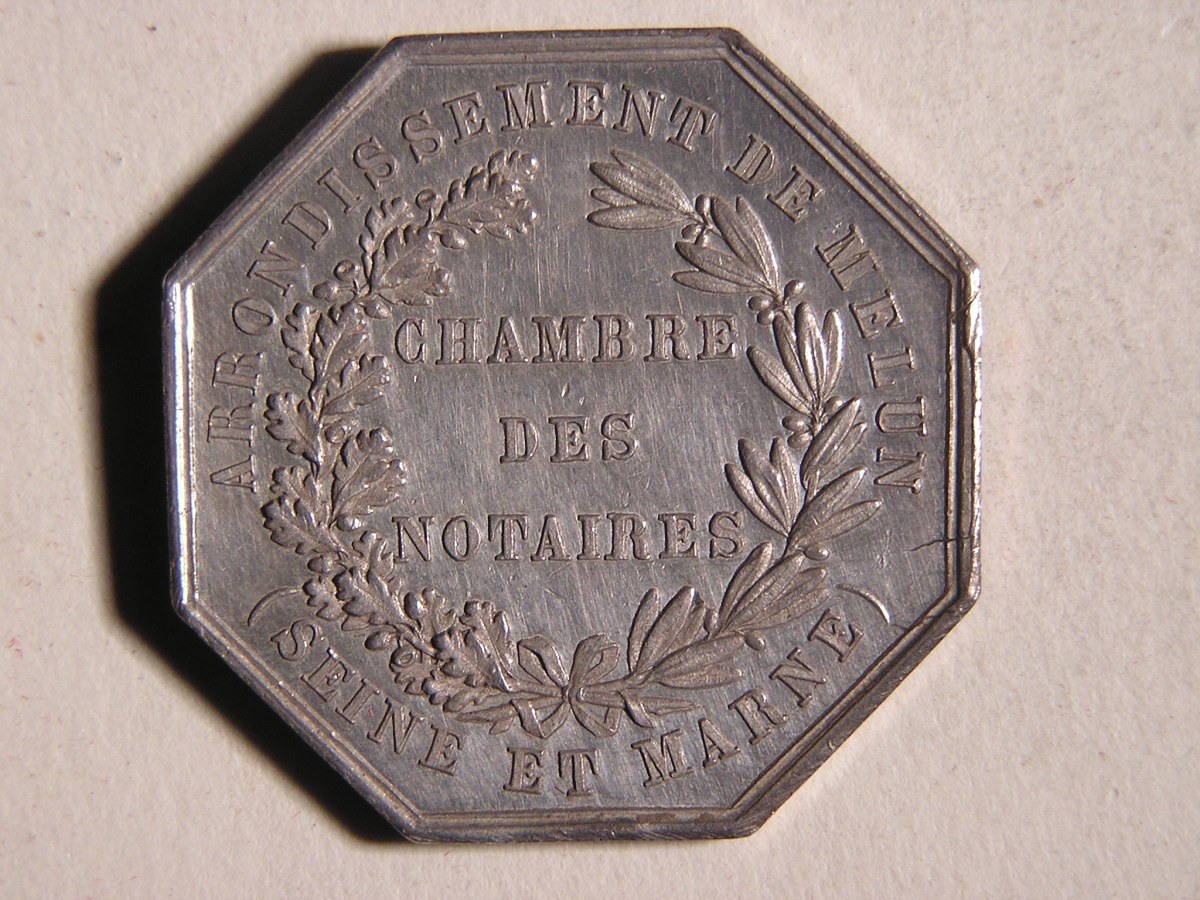 ARRONDISSEMENT DE MELUN
CHAMBRE
DES
NOTAIRES
(SEINE ET MARNE)